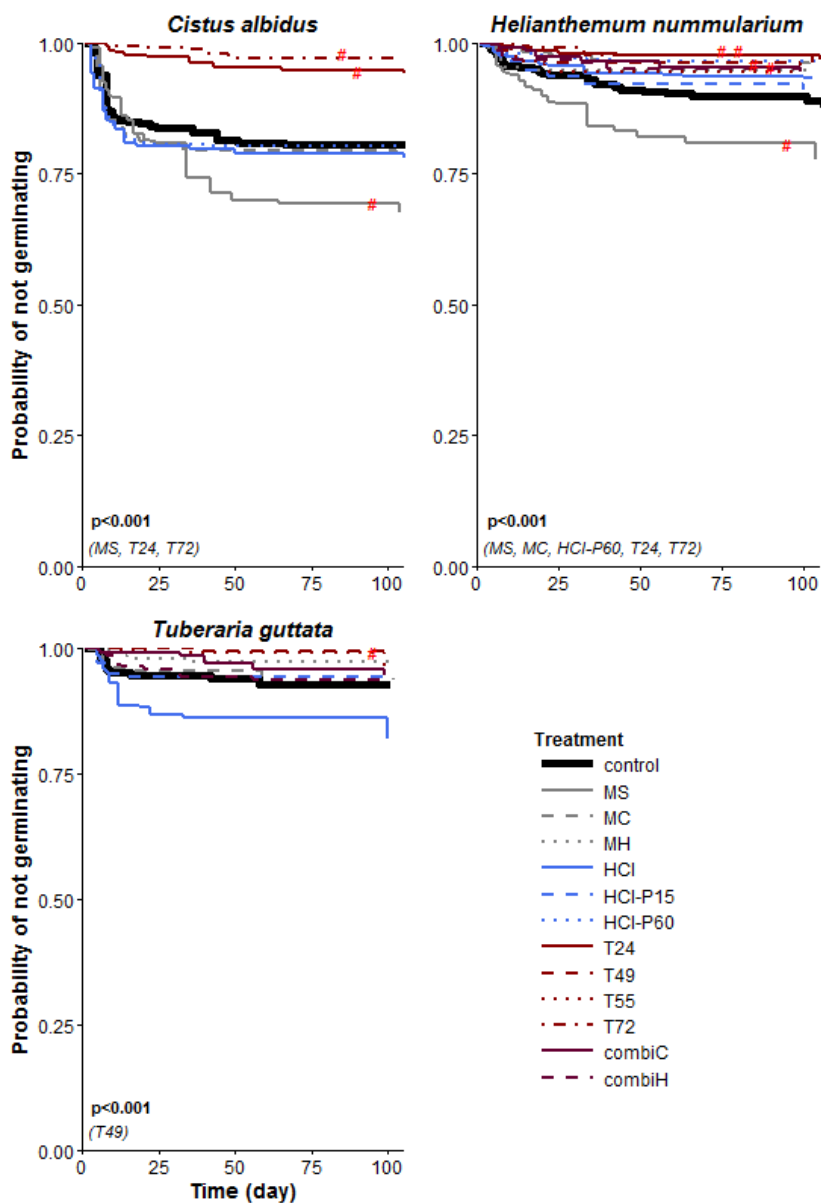 Cistus albidus
Helianthemum nummularium
Probability of not germinating
1.00
0.75
0.50
0.25
0.00
#
#
#
p<0.001
(MS, T24, T72)
0
25
50
75
100
1.00
0.75
0.50
0.25
0.00
# #
# #
#
p<0.001
(MS, MC, HCl-P60, T24, T72)
0
25
50
75
100
Tuberaria guttata
Probability of not germinating
1.00
0.75
0.50
0.25
0.00
#
p<0.001
(T49)
0
25
50
75
100
Time (day)
Treatment
control
MS
MC
MH
HCl
HCl-P15
HCl-P60
T24
T49
T55
T72
combiC
combiH